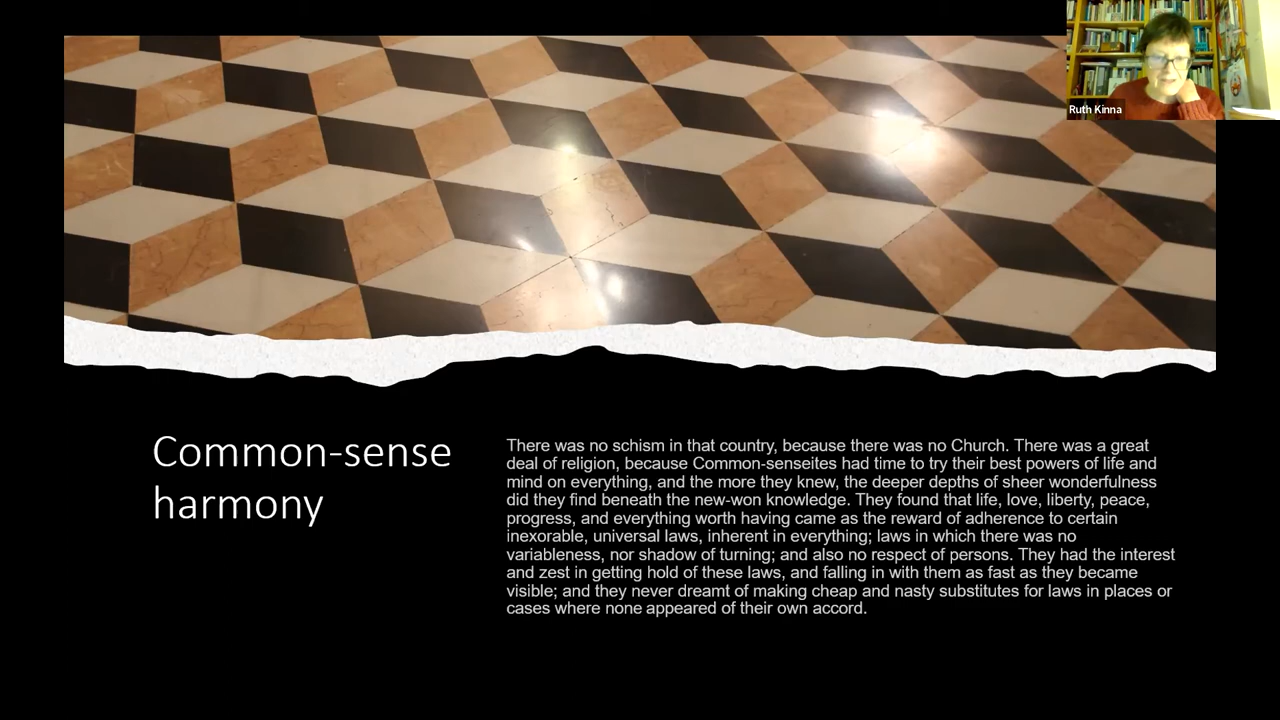 Ruth Kinna
Common-sense
harmony
There was no schism in that country, because there was no Church. There was a great
deal of religion, because Common-senseites had time to try their best powers of life and
mind on everything, and the more they knew, the deeper depths of sheer wonderfulness
did they find beneath the new-won knowledge. They found that life, love, liberty, peace,
progress, and everything worth having came as the reward of adherence to certain
inexorable, universal laws, inherent in everything; laws in which there was no
variableness, nor shadow of turning; and also no respect of persons. They had the interest
and zest in getting hold of these laws, and falling in with them as fast as they became
visible; and they never dreamt of making cheap and nasty substitutes for laws in places or
cases where none appeared of their own accord.